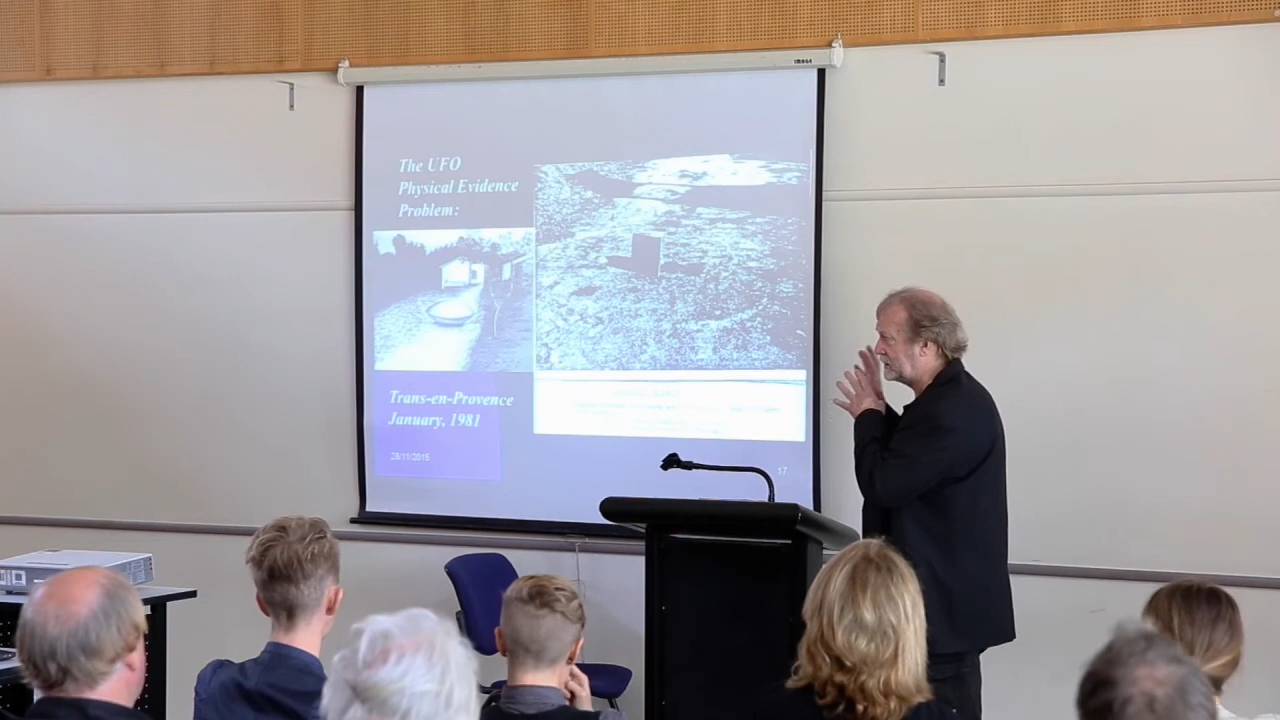 The UFO
Physical Evidence
Problem:
Trans-en-Provence
January, 1981
28/11/2015
17